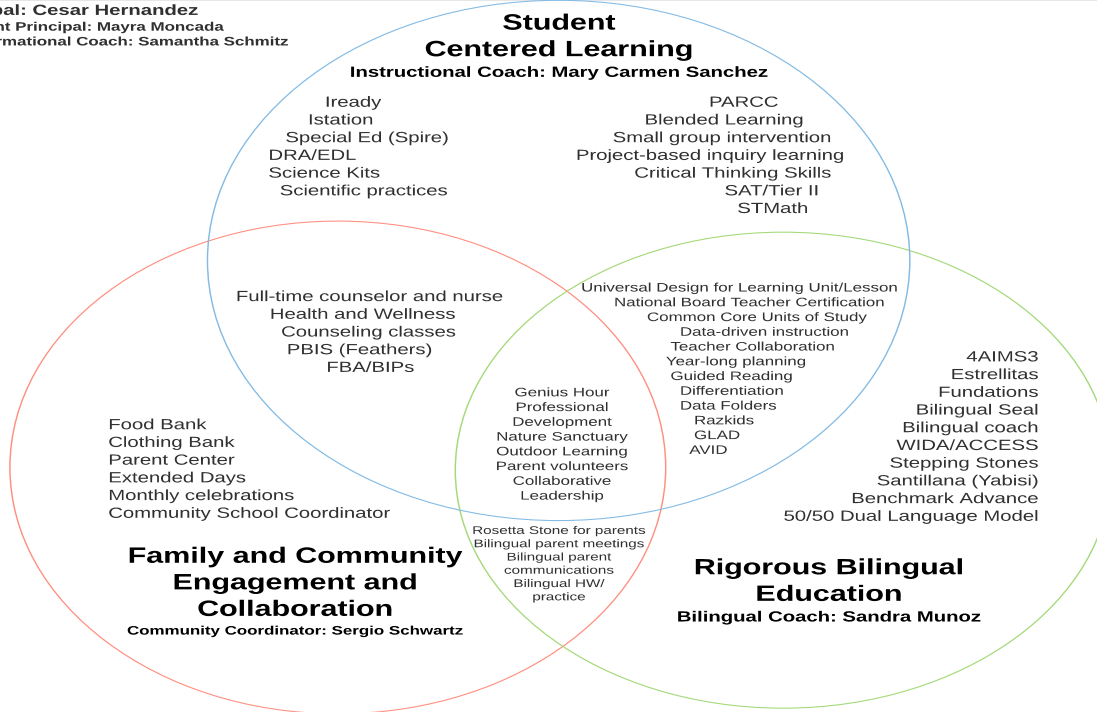 pal: Cesar Hernandez
nt Principal: Mayra Moncada
rmational Coach: Samantha Schmitz
Student
Centered Learning
Instructional Coach: Mary Carmen Sanchez
Iready
Istation
Special Ed (Spire)
DRA/EDL
Science Kits
Scientific practices
PARCC
Blended Learning
Small group intervention
Project-based inquiry learning
Critical Thinking Skills
SAT/Tier II
STMath
Full-time counselor and nurse
Health and Wellness
Counseling classes
PBIS (Feathers)
FBA/BIPs
Universal Design for Learning Unit/Lesson
National Board Teacher Certification
Common Core Units of Study
Data-driven instruction
Teacher Collaboration
Year-long planning
Guided Reading
Differentiation
Data Folders
Razkids
GLAD
AVID
Genius Hour
Professional
Development
Nature Sanctuary
Outdoor Learning
Parent volunteers
Collaborative
Leadership
4AIMS3
Estrellitas
Fundations
Bilingual Seal
Bilingual coach
WIDA/ACCESS
Stepping Stones
Santillana (Yabisi)
Benchmark Advance
50/50 Dual Language Model
Food Bank
Clothing Bank
Parent Center
Extended Days
Monthly celebrations
Community School Coordinator
Rosetta Stone for parents
Bilingual parent meetings
Bilingual parent
communications
Bilingual HW/
practice
Family and Community
Engagement and
Collaboration
Community Coordinator: Sergio Schwartz
Rigorous Bilingual
Education
Bilingual Coach: Sandra Munoz